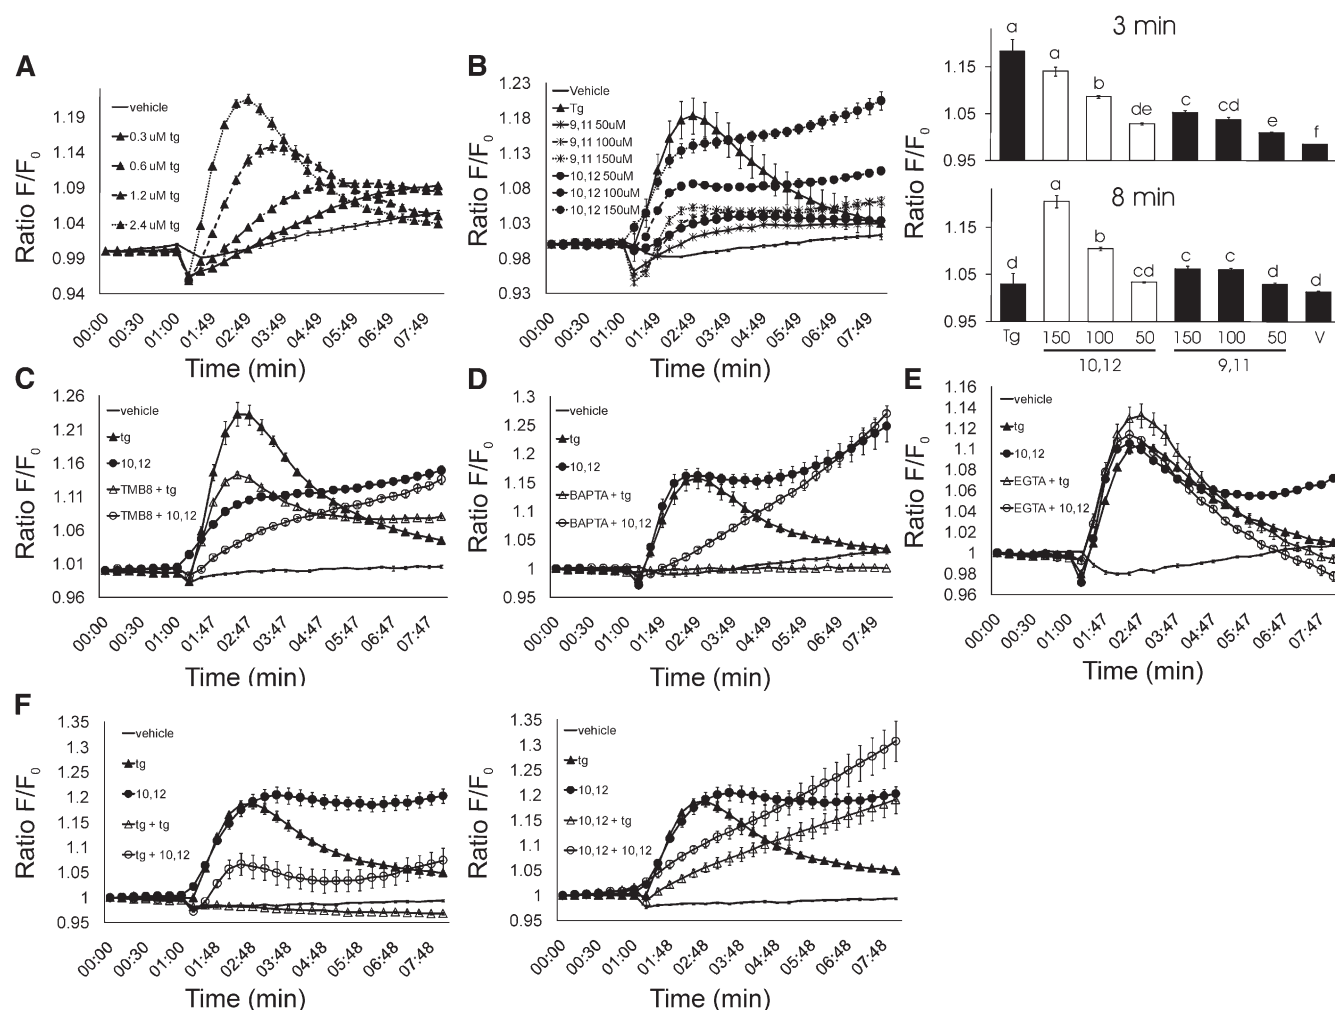 A
Ratio F/F0
1.19
1.14
1.09
1.04
0.99
0.94
vehicle
0.3 uM tg
0.6 uM tg
1.2 uM tg
2.4 uM tg
00:00
00:30
01:00
01:49
02:49
03:49
04:49
05:49
06:49
07:49
Time (min)
B
Ratio F/F0
1.23
1.18
1.13
1.08
1.03
0.98
0.93
Vehicle
Tg
9,11 50uM
9,11 100uM
9,11 150uM
10,12 50uM
10,12 100uM
10,12 150uM
00:00
00:30
01:00
01:49
02:49
03:49
04:49
05:49
06:49
07:49
Time (min)
3 min
1.15
1.05
0.95
a
a
b
de
c
cd
e
f
8 min
1.15
1.05
0.95
d
a
b
cd
c
c
d
d
Tg 150 100 50 150 100 50 V
10,12 9,11
C
Ratio F/F0
1.26
1.21
1.16
1.11
1.06
1.01
0.96
vehicle
tg
10,12
TMB8 + tg
TMB8 + 10,12
00:00
00:30
01:00
01:47
02:47
03:47
04:47
05:47
06:47
07:47
Time (min)
D
Ratio F/F0
1.3
1.25
1.2
1.15
1.1
1.05
1
0.95
vehicle
tg
10,12
BAPTA + tg
BAPTA + 10,12
00:00
00:30
01:00
01:49
02:49
03:49
04:49
05:49
06:49
07:49
Time (min)
E
Ratio F/F0
1.16
1.14
1.12
1.1
1.08
1.06
1.04
1.02
1
0.98
0.96
vehicle
tg
10,12
EGTA + tg
EGTA + 10,12
00:00
00:30
01:00
01:47
02:47
03:47
04:47
05:47
06:47
07:47
Time (min)
F
Ratio F/F0
1.35
1.3
1.25
1.2
1.15
1.1
1.05
1
0.95
vehicle
tg
10,12
tg + tg
tg + 10,12
00:00
00:30
01:00
01:48
02:48
03:48
04:48
05:48
06:48
07:48
Time (min)
Ratio F/F0
1.35
1.3
1.25
1.2
1.15
1.1
1.05
1
0.95
vehicle
tg
10,12
10,12 + tg
10,12 + 10,12
00:00
00:30
01:00
01:48
02:48
03:48
04:48
05:48
06:48
07:48
Time (min)